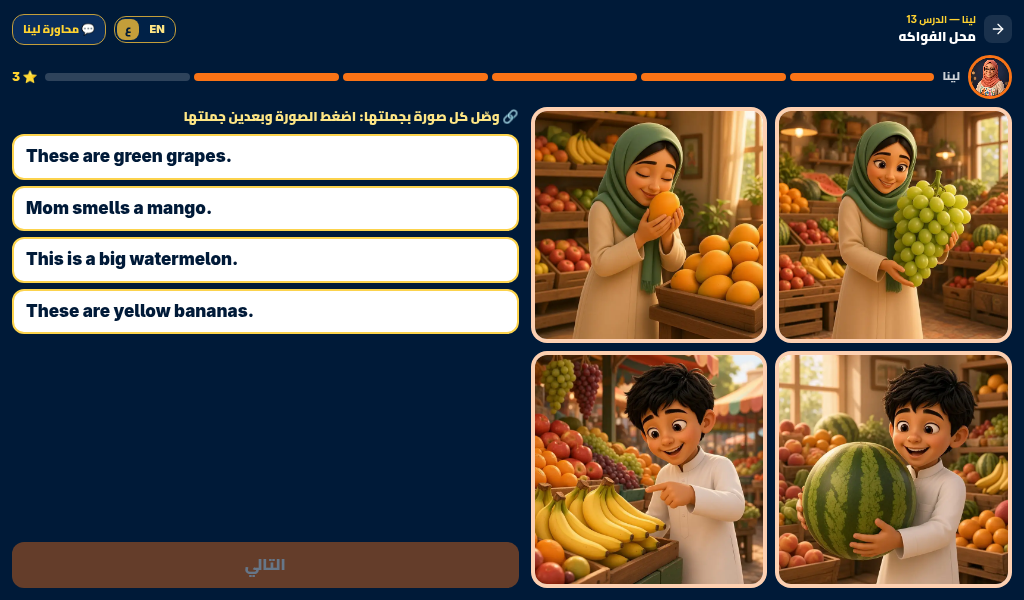 لينا — الدرس 13
محل الفواكه
EN ع
💬 محاورة لينا
لينا
3 ⭐
🔗 وصّل كل صورة بجملتها: اضغط الصورة وبعدين جملتها
These are green grapes.
Mom smells a mango.
This is a big watermelon.
These are yellow bananas.
التالي